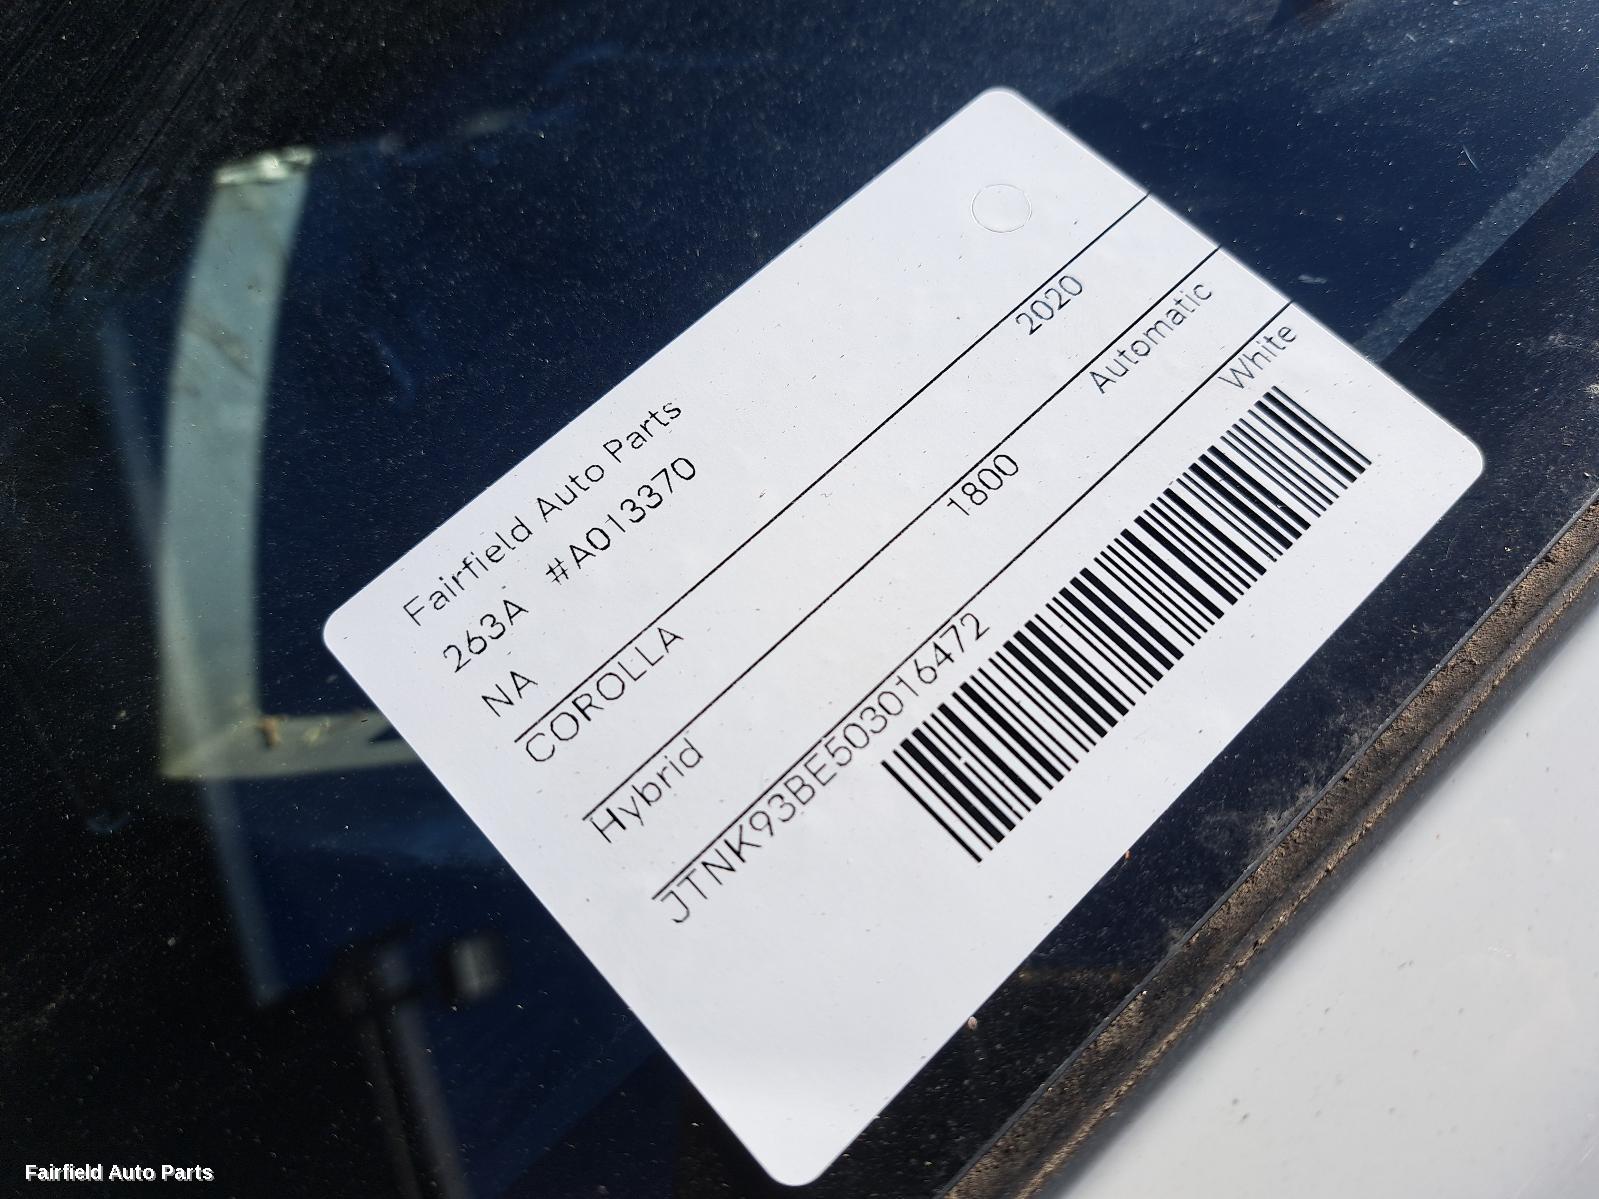 Fairfield Auto Parts
263A #A013370
NA
COROLLA 2020
Hybrid 1800 Automatic
JTNK93BE503016472 White
Fairfield Auto Parts